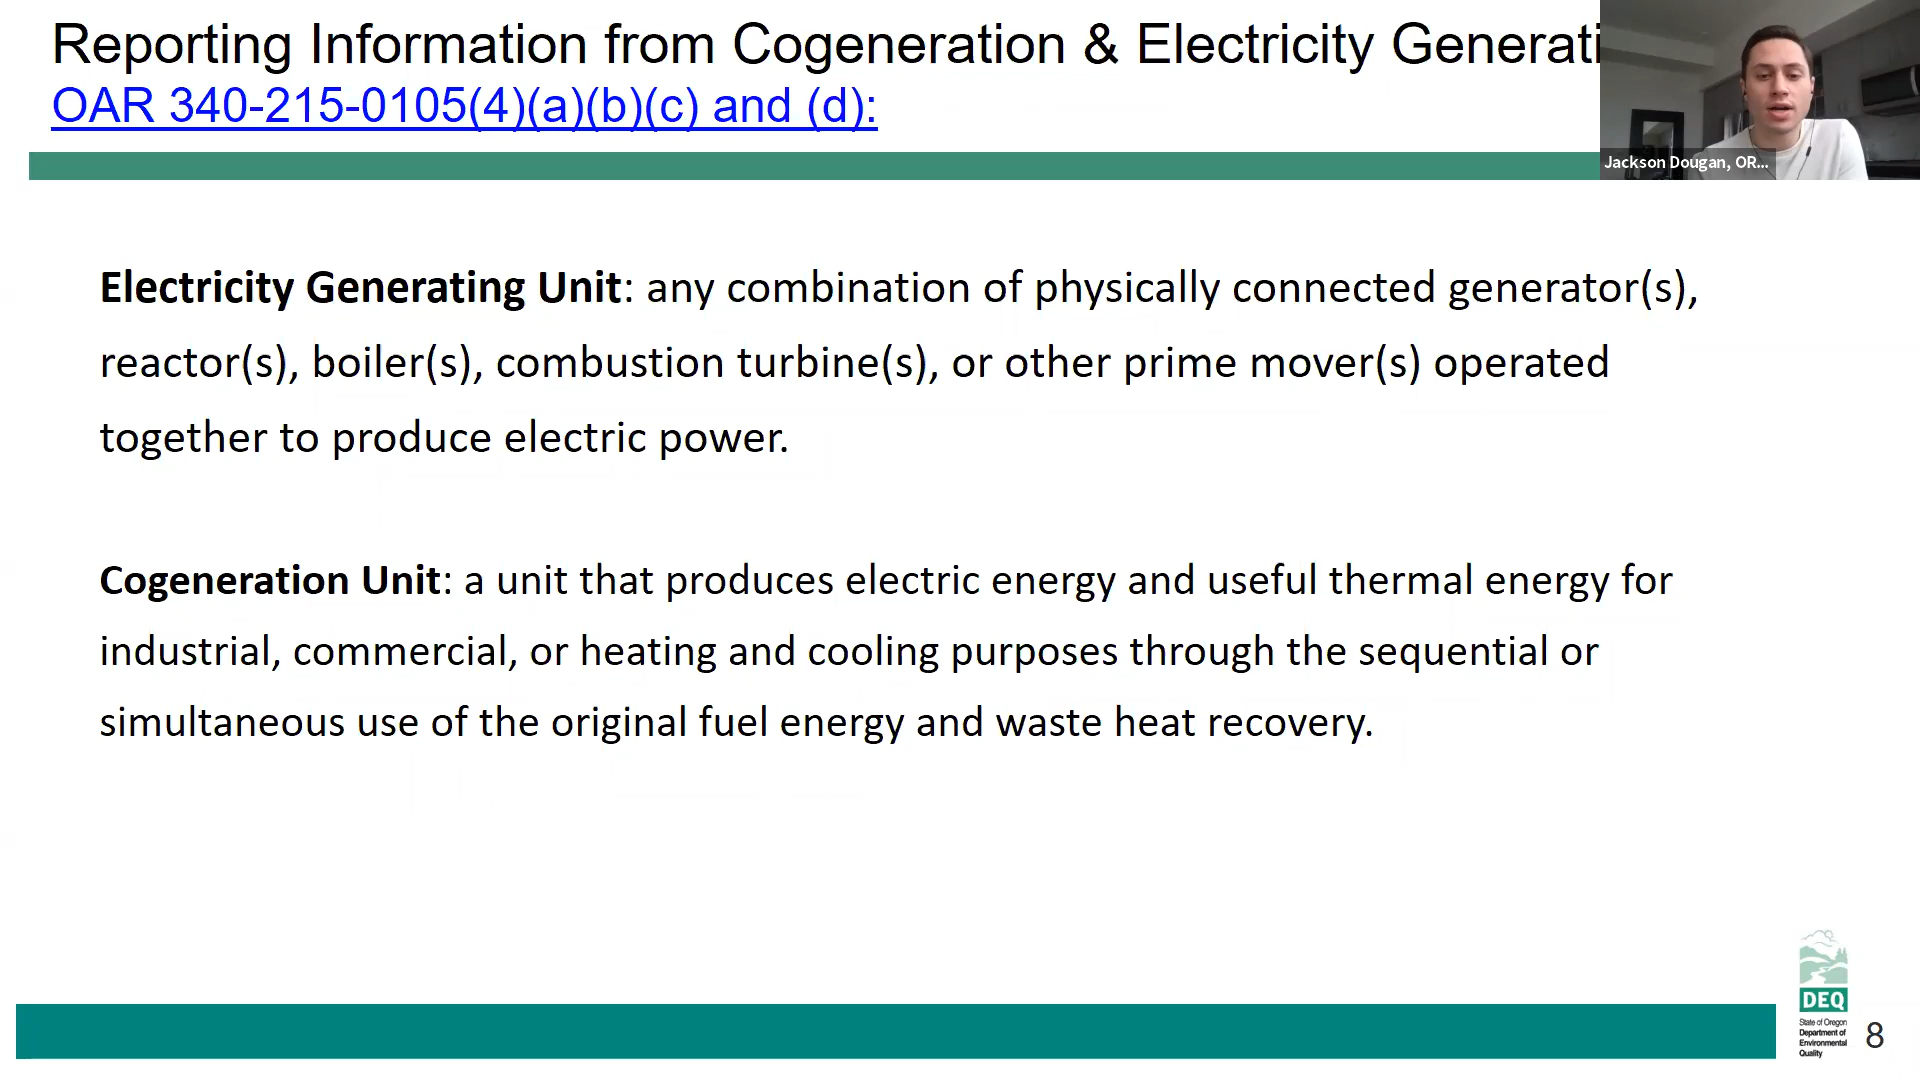 Reporting Information from Cogeneration & Electricity Generati
OAR 340-215-0105(4)(a)(b)(c) and (d):
Jackson Dougan, OR...
Electricity Generating Unit: any combination of physically connected generator(s),
reactor(s), boiler(s), combustion turbine(s), or other prime mover(s) operated
together to produce electric power.
Cogeneration Unit: a unit that produces electric energy and useful thermal energy for
industrial, commercial, or heating and cooling purposes through the sequential or
simultaneous use of the original fuel energy and waste heat recovery.
DEQ
State of Oregon
Department of
Environmental
Quality
8